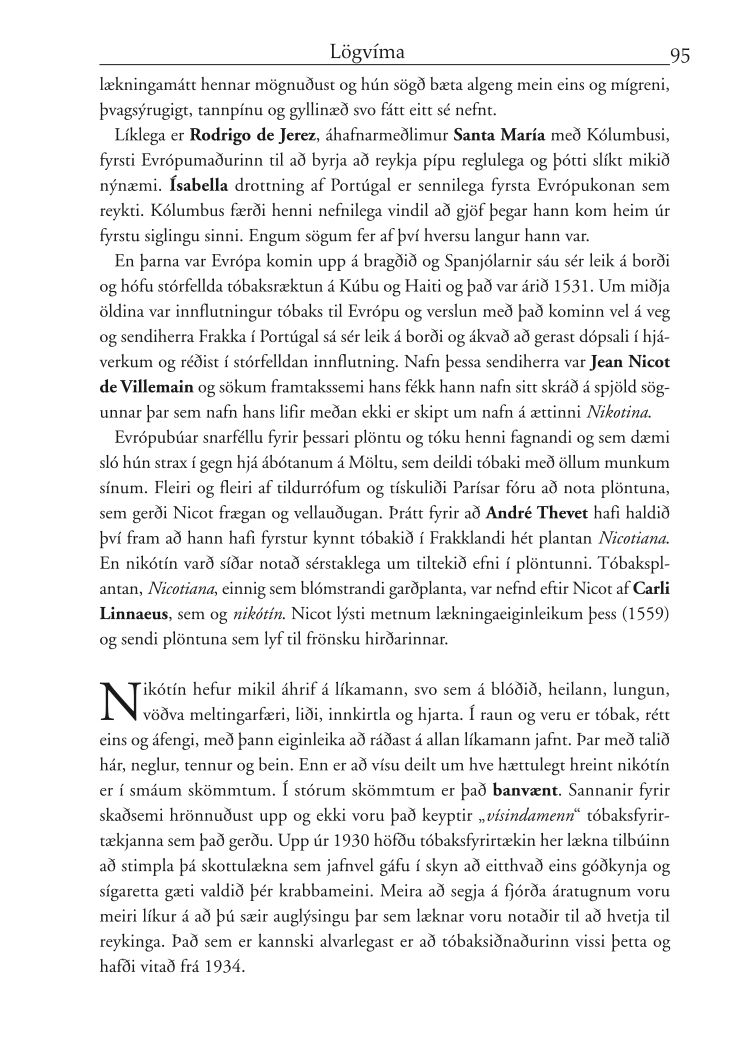 Lögvíma 95
lækningamátt hennar mögnuðust og hún sögð bæta algeng mein eins og mígreni,
þvagsýrugigt, tannpínu og gyllinæð svo fátt eitt sé nefnt.
Líklega er Rodrigo de Jerez, áhafnarmeðlimur Santa María með Kólumbusi,
fyrsti Evrópumaðurinn til að byrja að reykja pípu reglulega og þótti slíkt mikið
nýnæmi. Ísabella drottning af Portúgal er sennilega fyrsta Evrópukonan sem
reykti. Kólumbus færði henni nefnilega vindil að gjöf þegar hann kom heim úr
fyrstu siglingu sinni. Engum sögum fer af því hversu langur hann var.
En þarna var Evrópa komin upp á bragðið og Spanjólarnir sáu sér leik á borði
og hófu stórfellda tóbaksræktun á Kúbu og Haiti og það var árið 1531. Um miðja
öldina var innflutningur tóbaks til Evrópu og verslun með það kominn vel á veg
og sendiherra Frakka í Portúgal sá sér leik á borði og ákvað að gerast dópsali í hjá-
verkum og réðist í stórfelldan innflutning. Nafn þessa sendiherra var Jean Nicot
de Villemain og sökum framtakssemi hans fékk hann nafn sitt skráð á spjöld sög-
unnar þar sem nafn hans lifir meðan ekki er skipt um nafn á ættinni Nikotina.
Evrópubúar snarféllu fyrir þessari plöntu og tóku henni fagnandi og sem dæmi
sló hún strax í gegn hjá ábótanum á Möltu, sem deildi tóbaki með öllum munkum
sínum. Fleiri og fleiri af tildurrófum og tískuliði Parísar fóru að nota plöntuna,
sem gerði Nicot frægan og vellauðugan. Þrátt fyrir að André Thevet hafi haldið
því fram að hann hafi fyrstur kynnt tóbakið í Frakklandi hét plantan Nicotiana.
En nikótín varð síðar notað sérstaklega um tiltekið efni í plöntunni. Tóbakspl-
antan, Nicotiana, einnig sem blómstrandi garðplanta, var nefnd eftir Nicot af Carli
Linnaeus, sem og nikótín. Nicot lýsti metnum lækningaeiginleikum þess (1559)
og sendi plöntuna sem lyf til frönsku hirðarinnar.
Nikótín hefur mikil áhrif á líkamann, svo sem á blóðið, heilann, lungun,
vöðva meltingarfæri, liði, innkirtla og hjarta. Í raun og veru er tóbak, rétt
eins og áfengi, með þann eiginleika að ráðast á allan líkamann jafnt. Þar með talið
hár, neglur, tennur og bein. Enn er að vísu deilt um hve hættulegt hreint nikótín
er í smáum skömmtum. Í stórum skömmtum er það banvænt. Sannanir fyrir
skaðsemi hrönnuðust upp og ekki voru það keyptir „vísindamenn“ tóbaksfyrir-
tækjanna sem það gerðu. Upp úr 1930 höfðu tóbaksfyrirtækin her lækna tilbúinn
að stimpla þá skottulækna sem jafnvel gáfu í skyn að eitthvað eins góðkynja og
sígaretta gæti valdið þér krabbameini. Meira að segja á fjórða áratugnum voru
meiri líkur á að þú sæir auglýsingu þar sem læknar voru notaðir til að hvetja til
reykinga. Það sem er kannski alvarlegast er að tóbaksiðnaðurinn vissi þetta og
hafði vitað frá 1934.